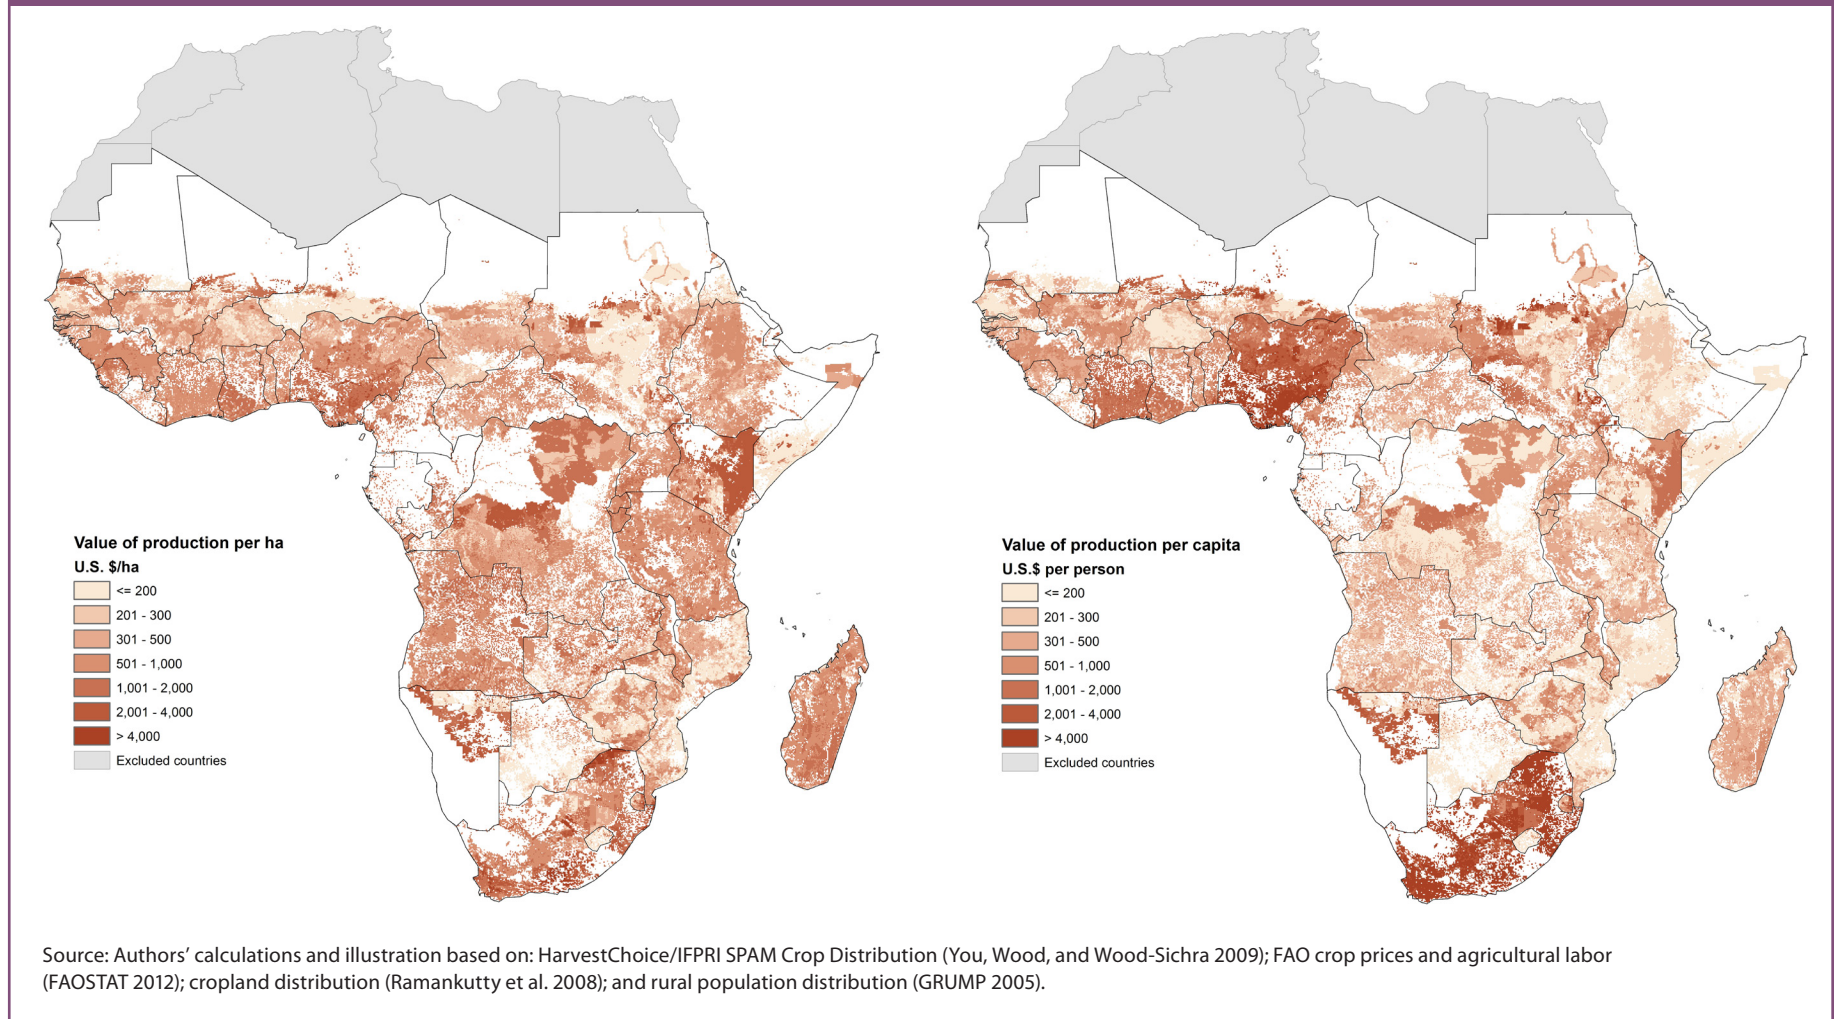 Value of production per ha
U.S. $/ha
<= 200
201 - 300
301 - 500
501 - 1,000
1,001 - 2,000
2,001 - 4,000
> 4,000
Excluded countries
Value of production per capita
U.S.$ per person
<= 200
201 - 300
301 - 500
501 - 1,000
1,001 - 2,000
2,001 - 4,000
> 4,000
Excluded countries
Source: Authors’ calculations and illustration based on: HarvestChoice/IFPRI SPAM Crop Distribution (You, Wood, and Wood-Sichra 2009); FAO crop prices and agricultural labor
(FAOSTAT 2012); cropland distribution (Ramankutty et al. 2008); and rural population distribution (GRUMP 2005).